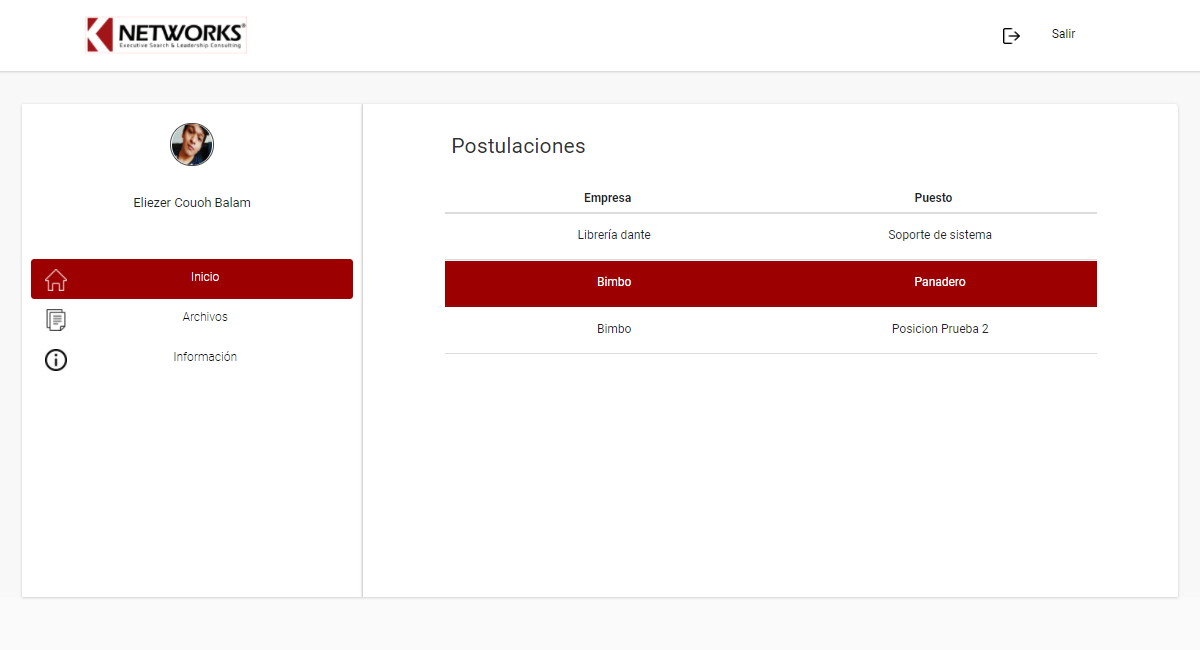 NETWORKS®
Executive Search & Leadership Consulting
Salir
Eliezer Couoh Balam
Inicio
Archivos
Información
Postulaciones
Empresa Puesto
Librería dante Soporte de sistema
Bimbo Panadero
Bimbo Posicion Prueba 2